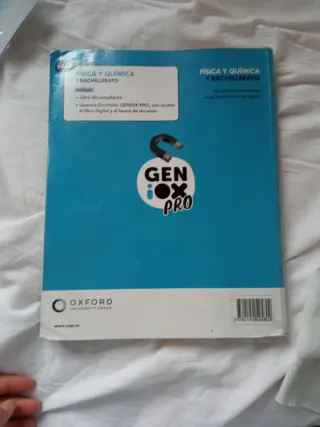 FÍSICA Y QUÍMICA
1 BACHILLERATO
• Libro del estudiante
• Licencia Escritorio GENiOX PRO, con acceso
al libro digital y al banco de recursos
FÍSICA Y QUÍMICA
1 BACHILLERATO
GEN
iOX
PRO
OXFORD
UNIVERSITY PRESS
www.oup.es